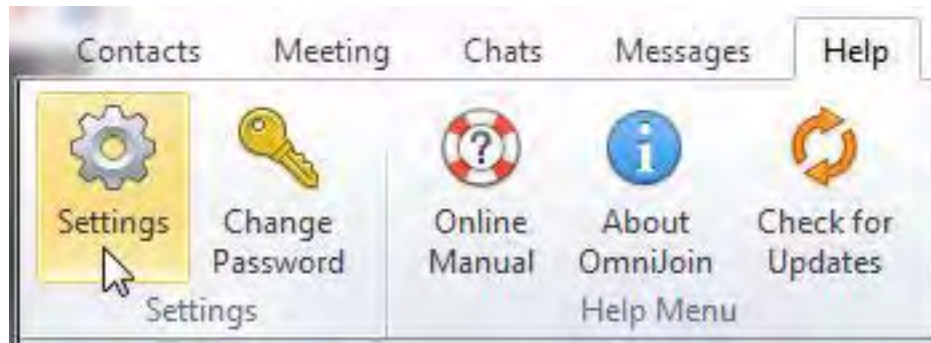 Contacts Meeting Chats Messages Help
?
i
Settings Change Online About Check for
Password Manual OmniJoin Updates
Settings Help Menu